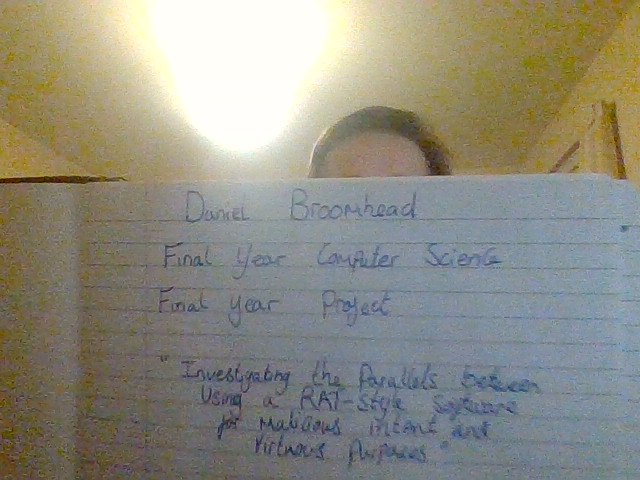 Daniel Broomhead
Final Year Computer Science
Final year Project
"Investigating the Parallels between
Using a RAT-Style Software
for malicious intent and
Virtuous Purposes"